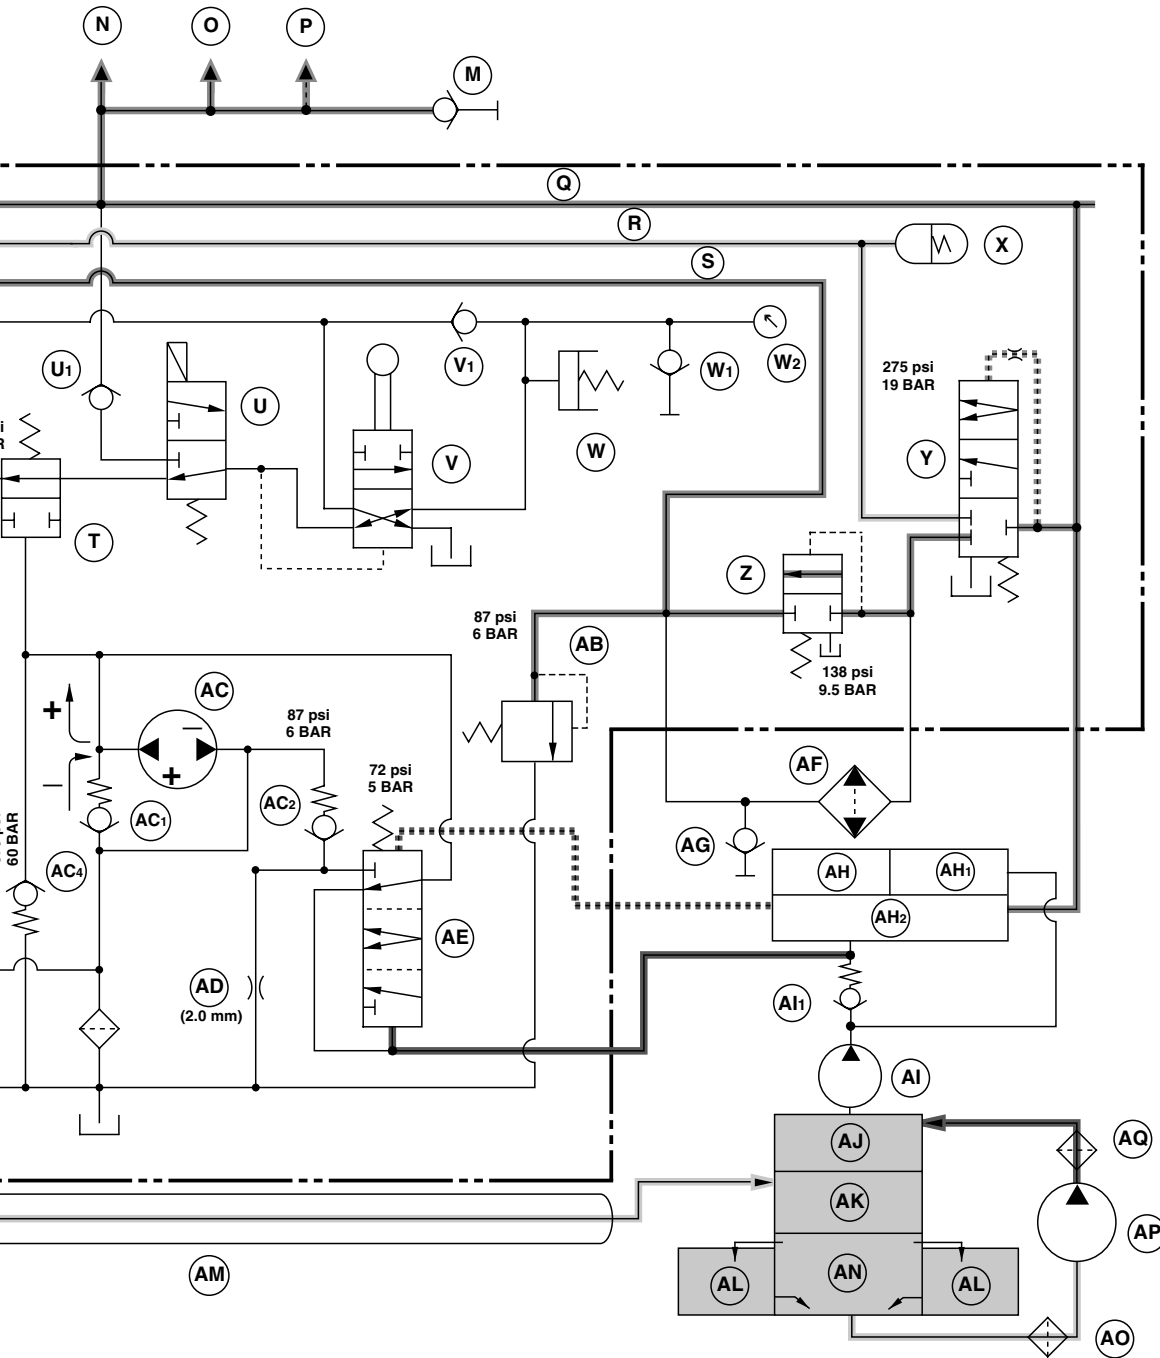 N
O
P
M
Q
R
S
X
U1
V1
W1
W2
275 psi
19 BAR
U
V
W
Y
T
Z
87 psi
6 BAR
AB
138 psi
9.5 BAR
+
AC
−
+
−
87 psi
6 BAR
72 psi
5 BAR
AF
AC1
AC2
60 BAR
AC4
AG
AH
AH1
AH2
AE
AD
(2.0 mm)
AI1
AI
AJ
AQ
AK
AP
AM
AL
AN
AL
AO